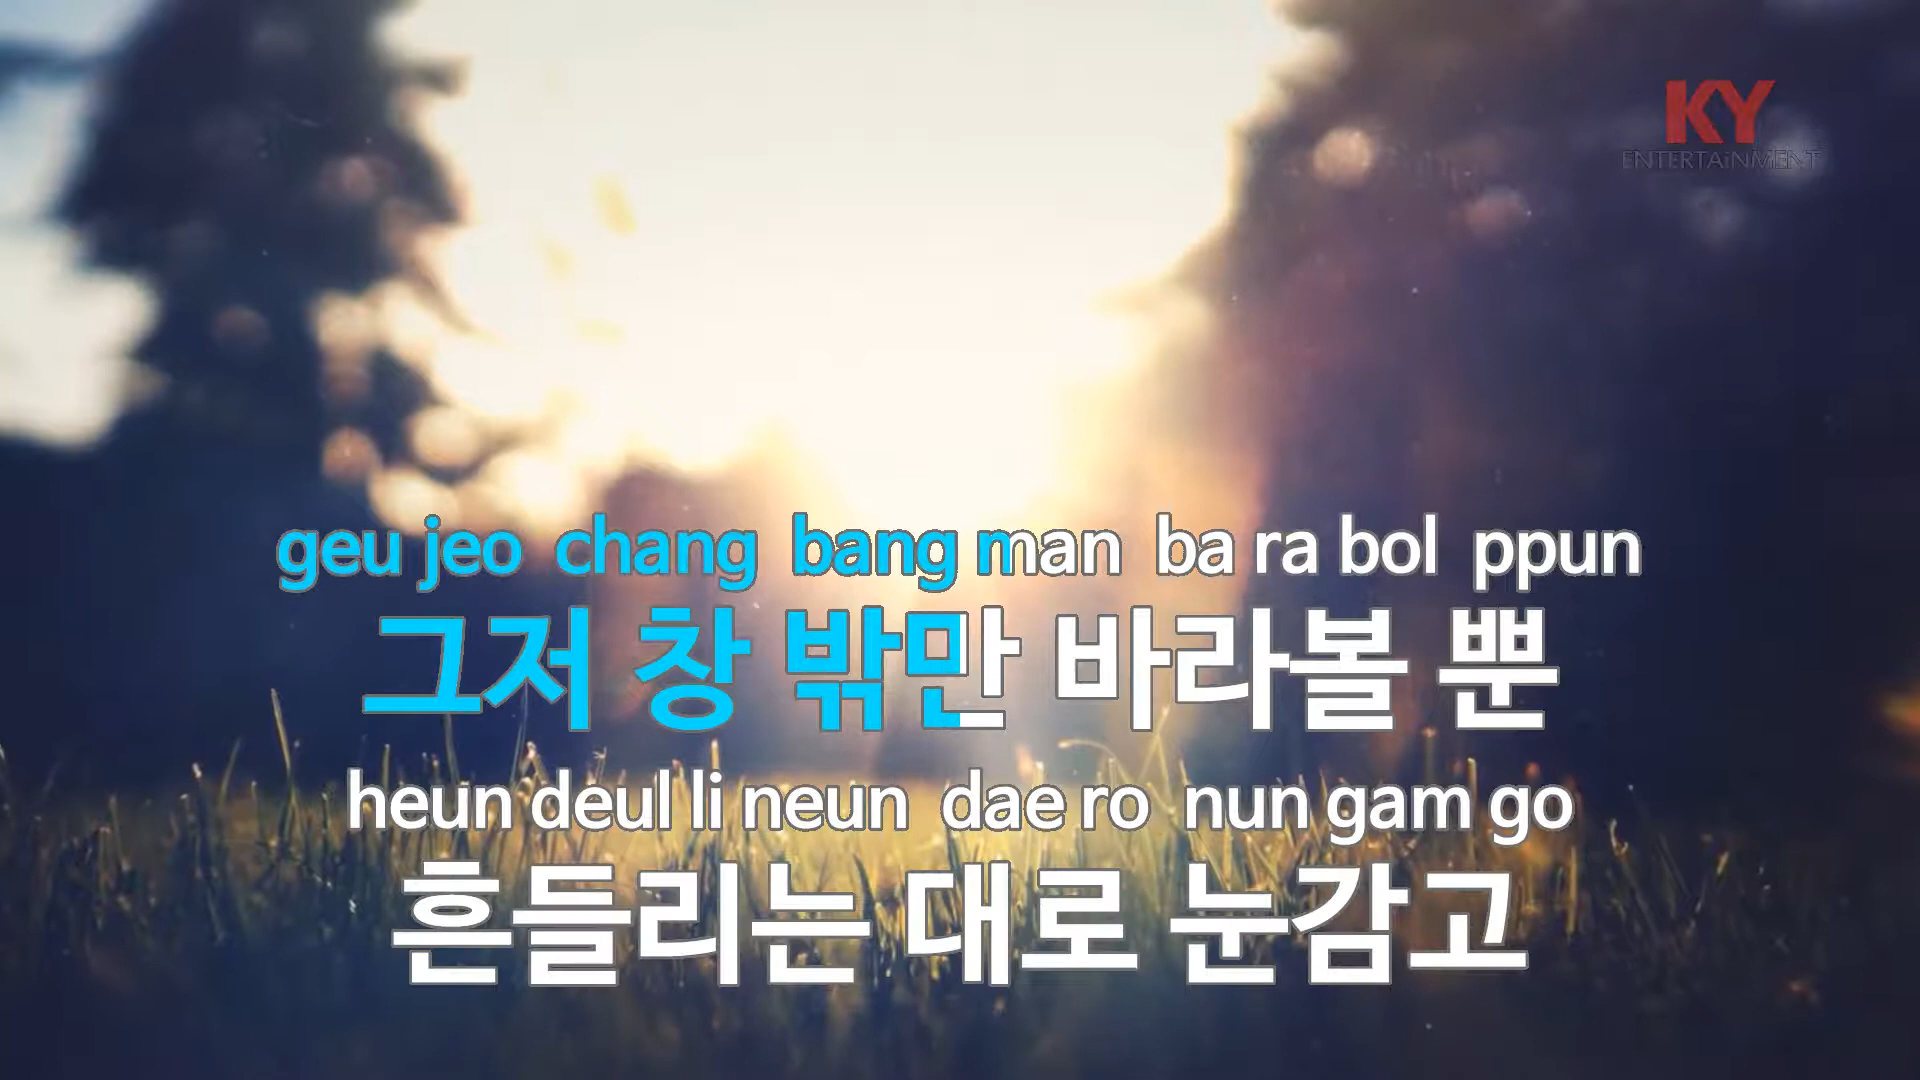 KY
ENTERTAiNMENT
geu jeo chang bang man ba ra bol ppun
그저 창 밖만 바라볼 뿐
heun deul li neun dae ro nun gam go
흔들리는 대로 눈감고